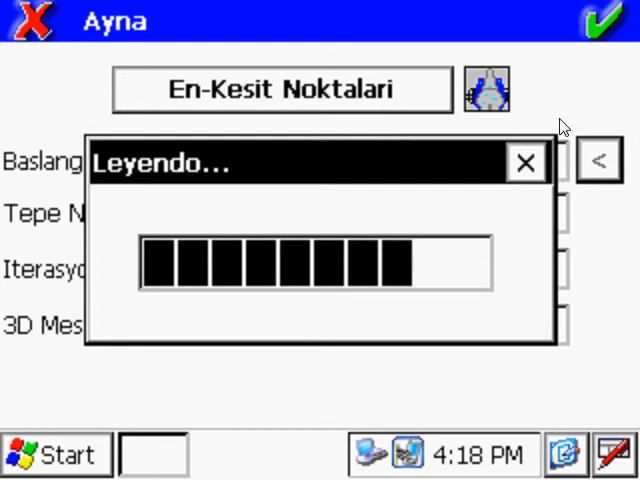 Ayna
En-Kesit Noktalari
Baslang
<
Leyendo...
Tepe N
Iterasyo
3D Mes
Start
4:18 PM